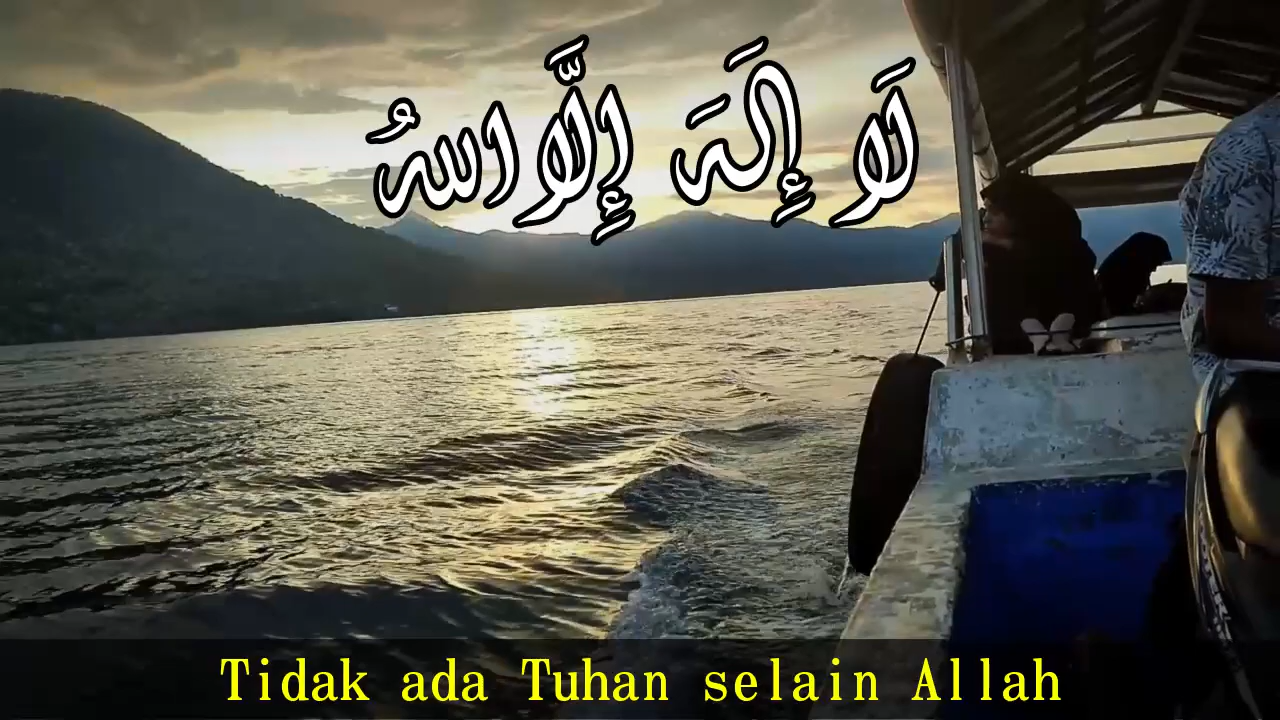 لَا إِلَهَ إِلَّا اللهُ
Tidak ada Tuhan selain Allah